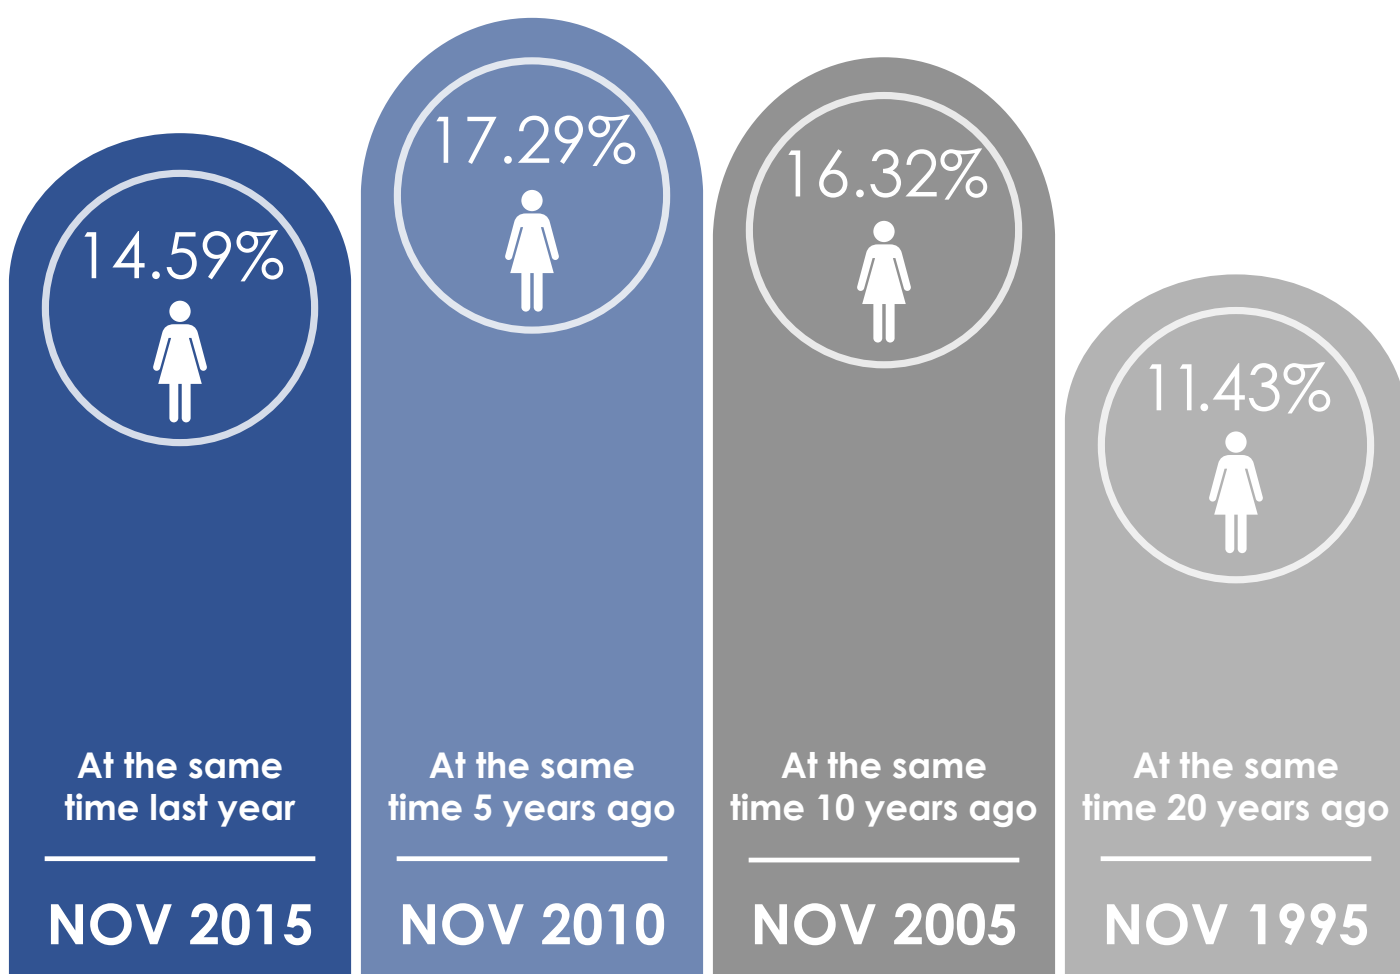 14.59%
At the same
time last year
NOV 2015
17.29%
At the same
time 5 years ago
NOV 2010
16.32%
At the same
time 10 years ago
NOV 2005
11.43%
At the same
time 20 years ago
NOV 1995